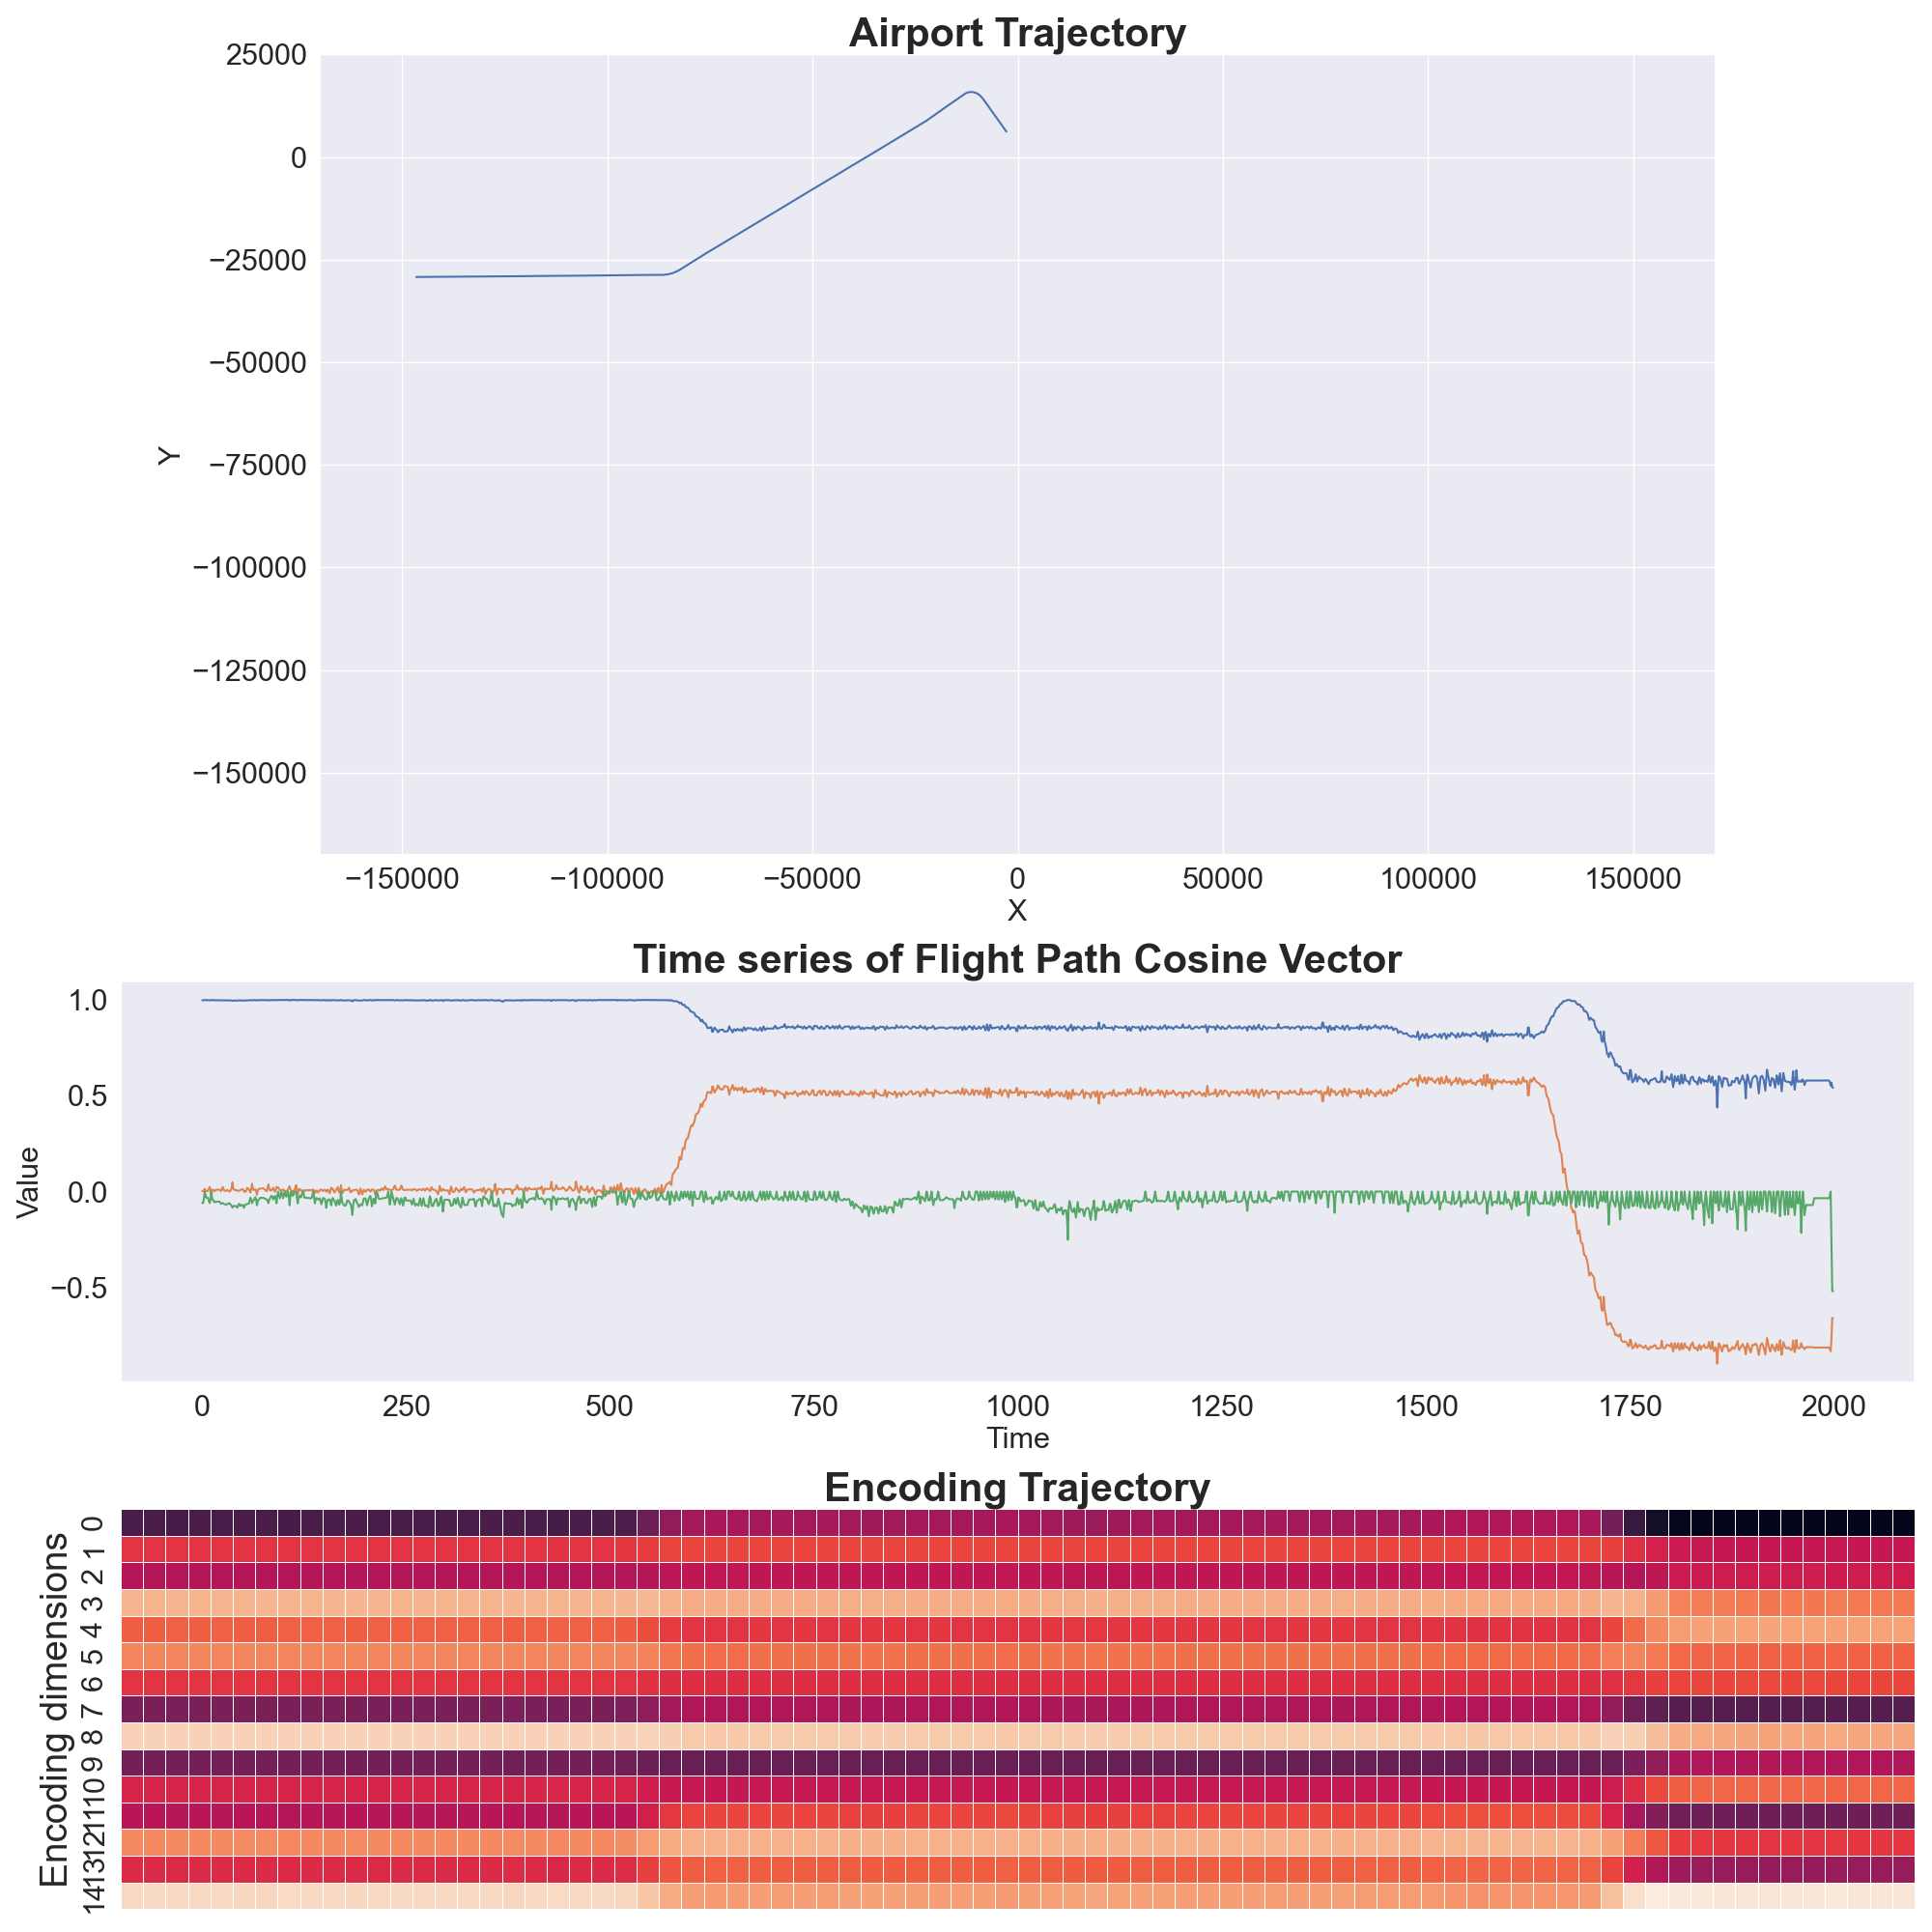 Airport Trajectory
25000
0
−25000
−50000
−75000
−100000
−125000
−150000
Y
−150000 −100000 −50000 0 50000 100000 150000
X
Time series of Flight Path Cosine Vector
1.0
0.5
0.0
−0.5
Value
0 250 500 750 1000 1250 1500 1750 2000
Time
Encoding Trajectory
Encoding dimensions
0
1
2
3
4
5
6
7
8
9
10
11
12
13
14